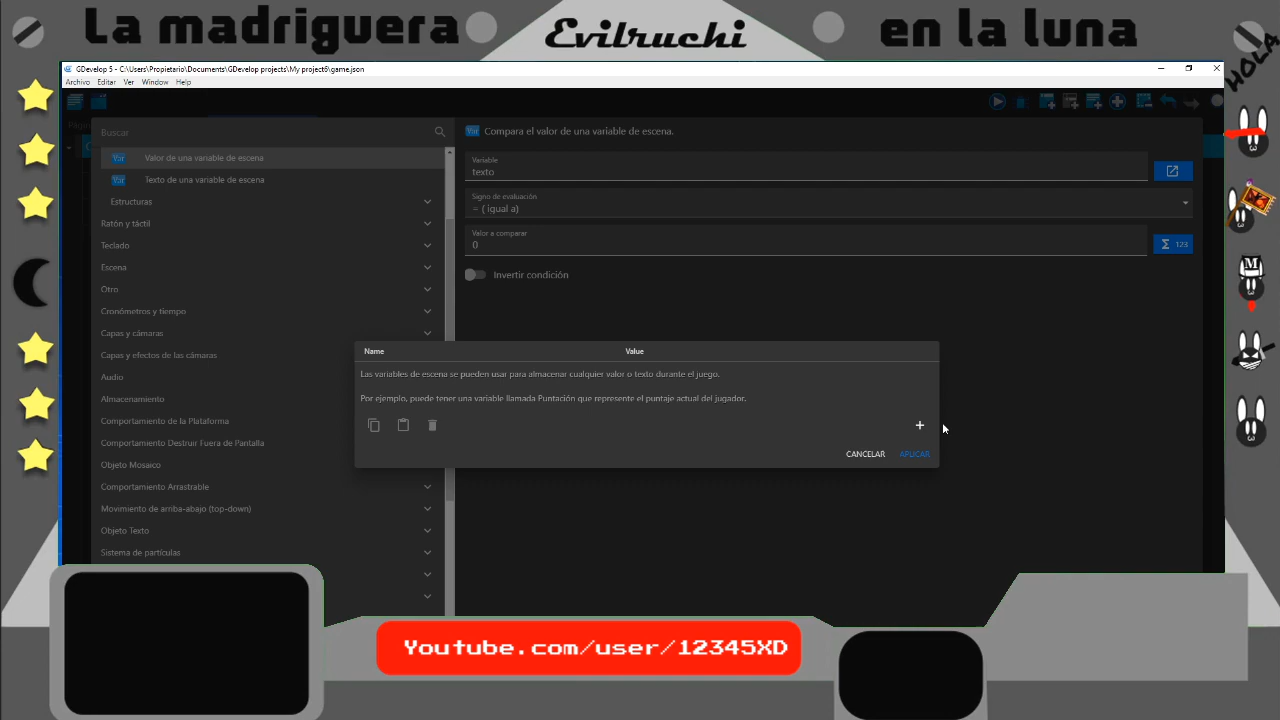 La madriguera
Evilruchi
en la luna
HOLA
GDevelop 5 - C:\Users\Propietario\Documents\GDevelop projects\My project9\game.json
Archivo Editar Ver Window Help
Buscar
Var Valor de una variable de escena
Var Texto de una variable de escena
Estructuras
Ratón y táctil
Teclado
Escena
Otro
Cronómetros y tiempo
Capas y cámaras
Capas y efectos de las cámaras
Audio
Almacenamiento
Comportamiento de la Plataforma
Comportamiento Destruir Fuera de Pantalla
Objeto Mosaico
Comportamiento Arrastrable
Movimiento de arriba-abajo (top-down)
Objeto Texto
Sistema de partículas
Var Compara el valor de una variable de escena.
Variable
texto
Signo de evaluación
= ( igual a)
Valor a comparar
0
Σ 123
Invertir condición
Name Value
Las variables de escena se pueden usar para almacenar cualquier valor o texto durante el juego.
Por ejemplo, puede tener una variable llamada Puntación que represente el puntaje actual del jugador.
+
CANCELAR APLICAR
M
Youtube.com/user/12345XD